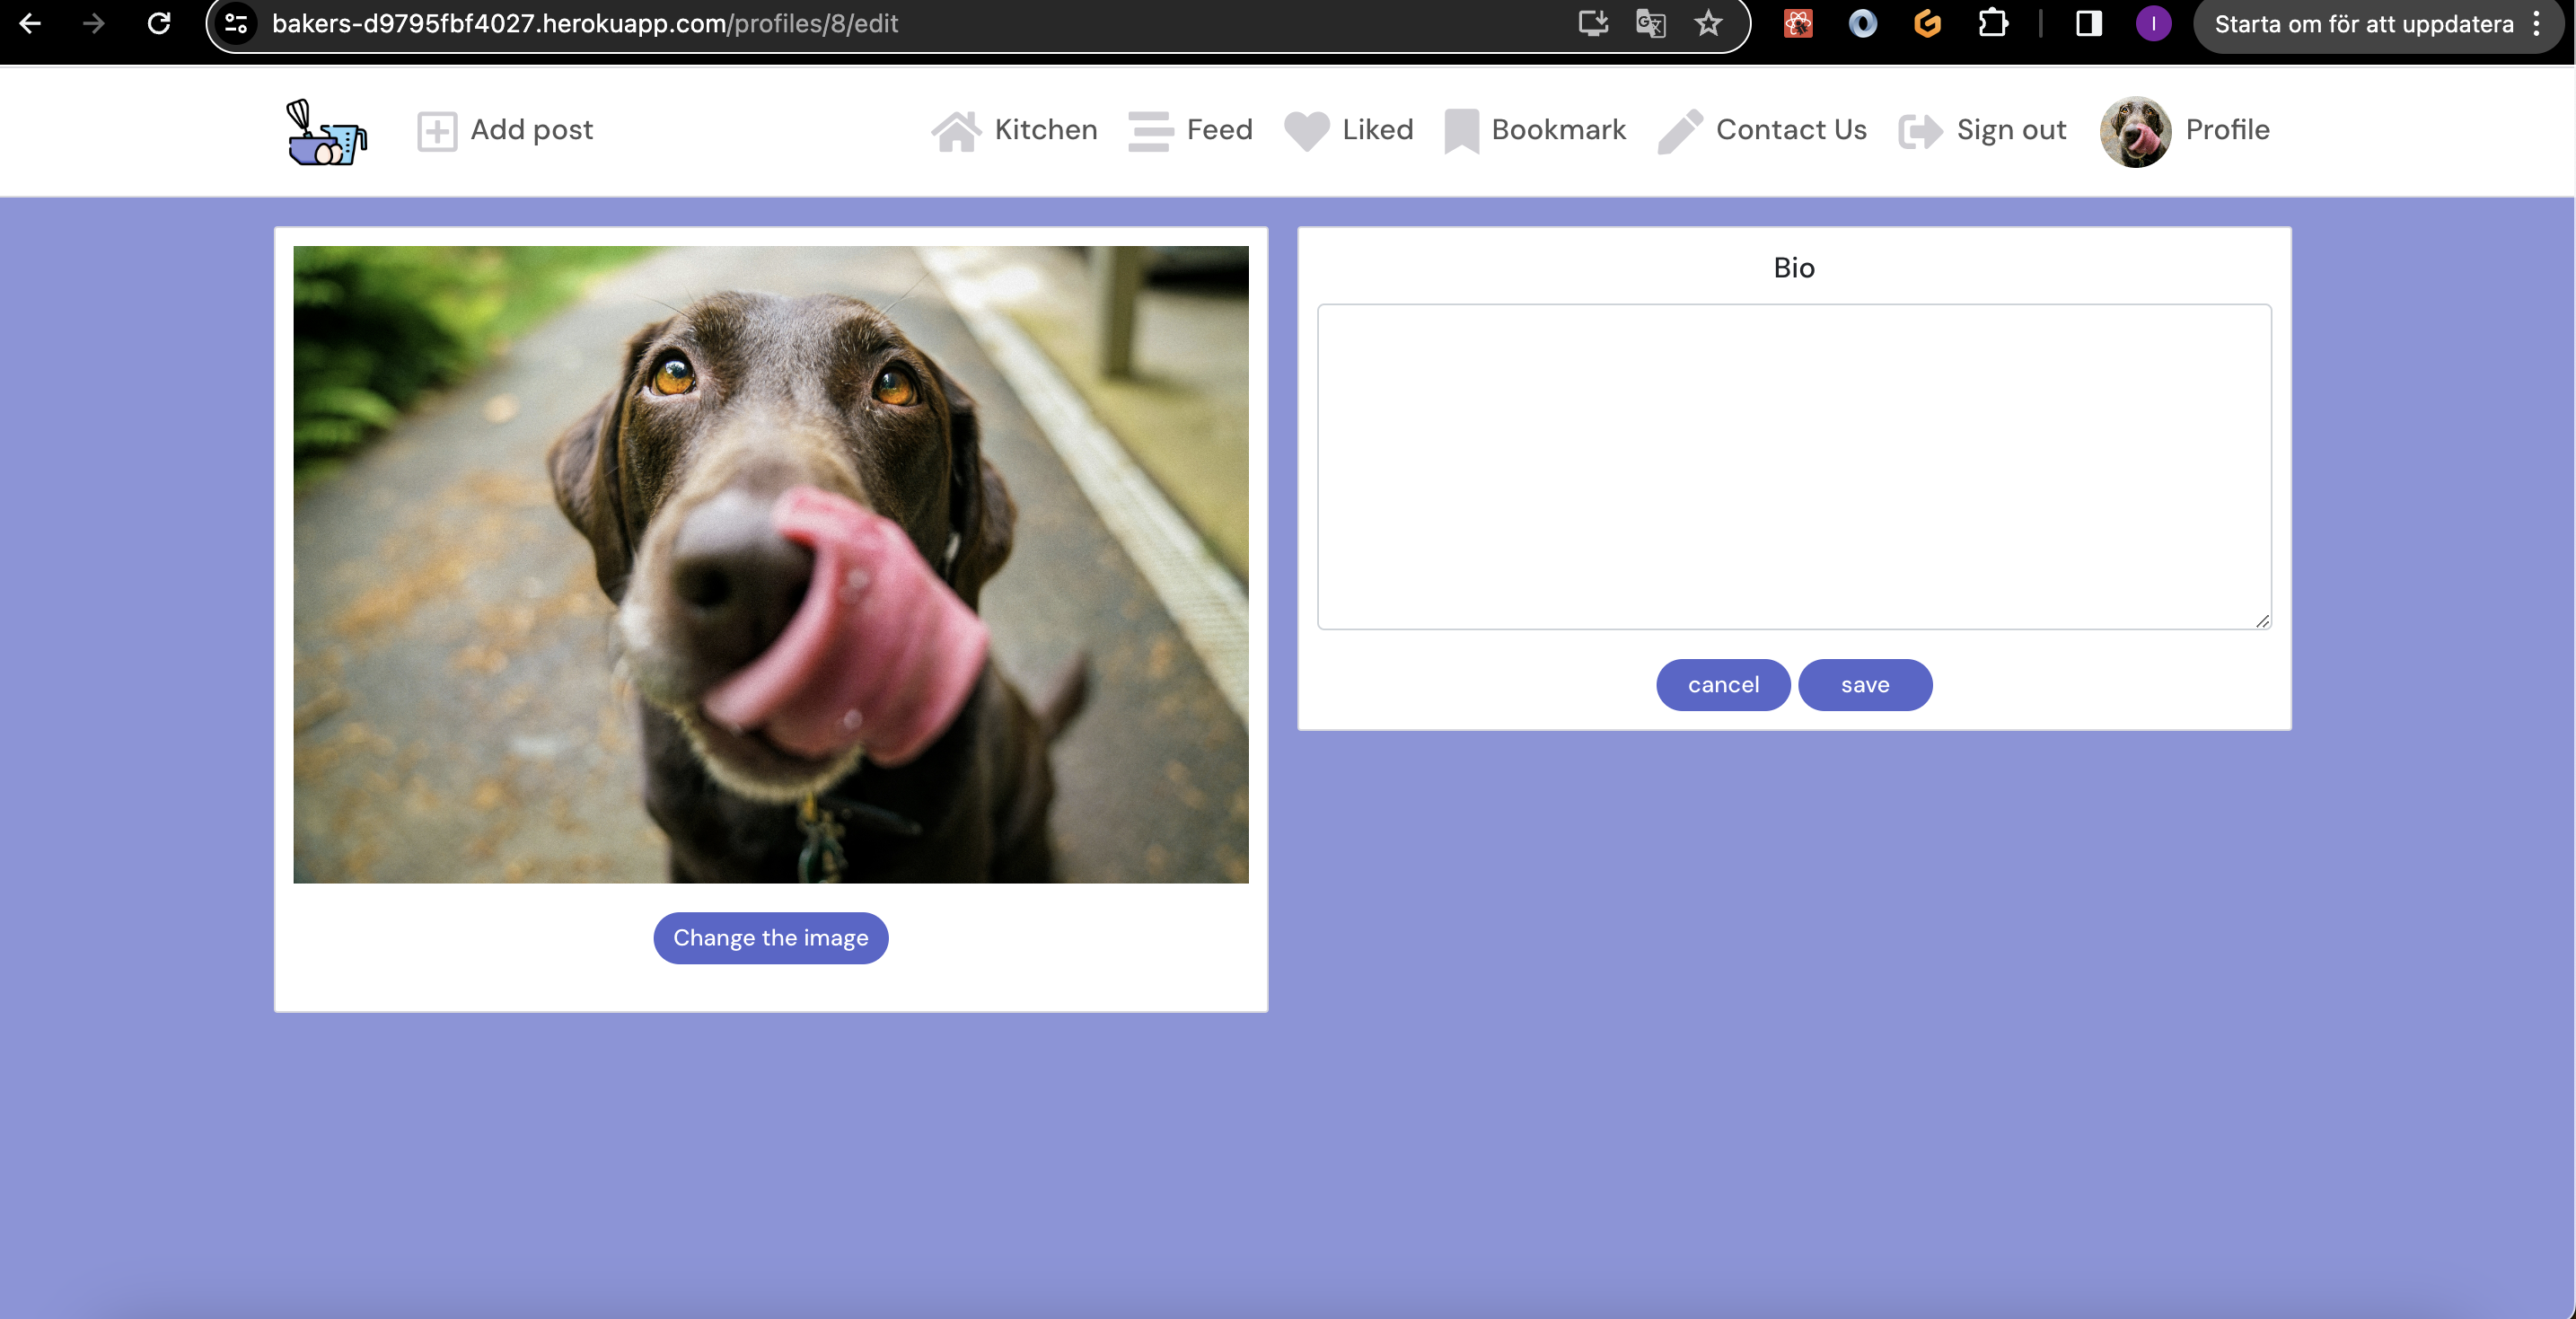 bakers-d9795fbf4027.herokuapp.com/profiles/8/edit
I
Starta om för att uppdatera
Add post
Kitchen
Feed
Liked
Bookmark
Contact Us
Sign out
Profile
Bio
cancel
save
Change the image